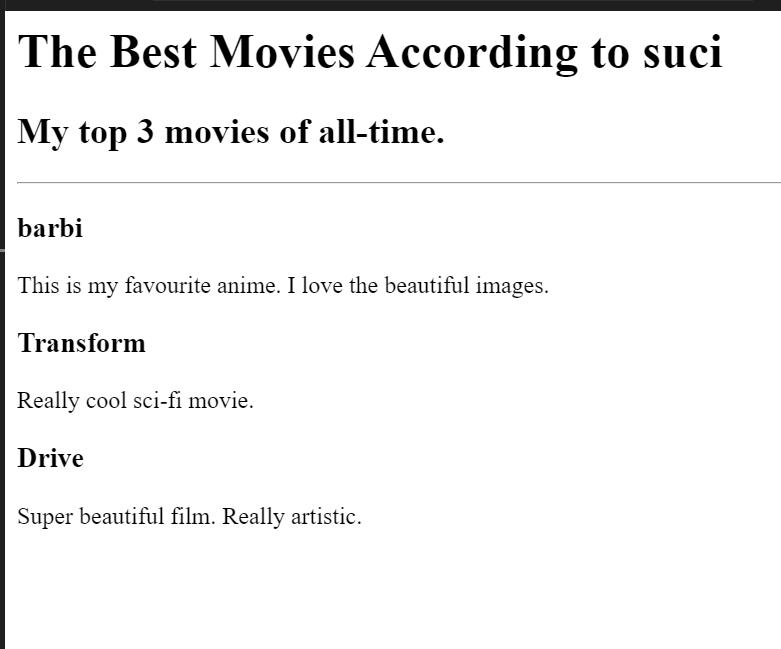 The Best Movies According to suci
My top 3 movies of all-time.
barbi
This is my favourite anime. I love the beautiful images.
Transform
Really cool sci-fi movie.
Drive
Super beautiful film. Really artistic.